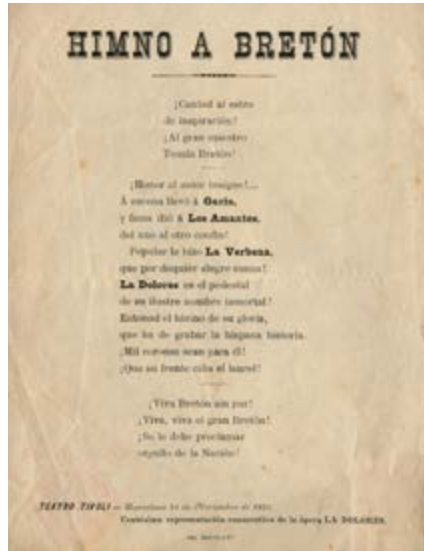 HIMNO A BRETÓN
¡Cantad al estro
de inspiración!
¡Al gran maestro
Tomás Bretón!
¡Honor al autor insigne!...
Á escena llevó á Garín,
y fama dió á Los Amantes,
del uno al otro confín!
Popular le hizo La Verbena,
que por doquier alegre suena!
La Dolores es el pedestal
de su ilustre nombre inmortal!
Entonad el himno de su gloria,
que ha de grabar la hispana historia.
¡Mil coronas sean para él!
¡Que su frente ciña el laurel!
¡Viva Bretón sin par!
¡Viva, viva el gran Bretón!
¡Se le debe proclamar
orgullo de la Nación!
TEATRO TIVOLI Barcelona de de
Centésima representación consecutiva de la ópera LA DOLORES.